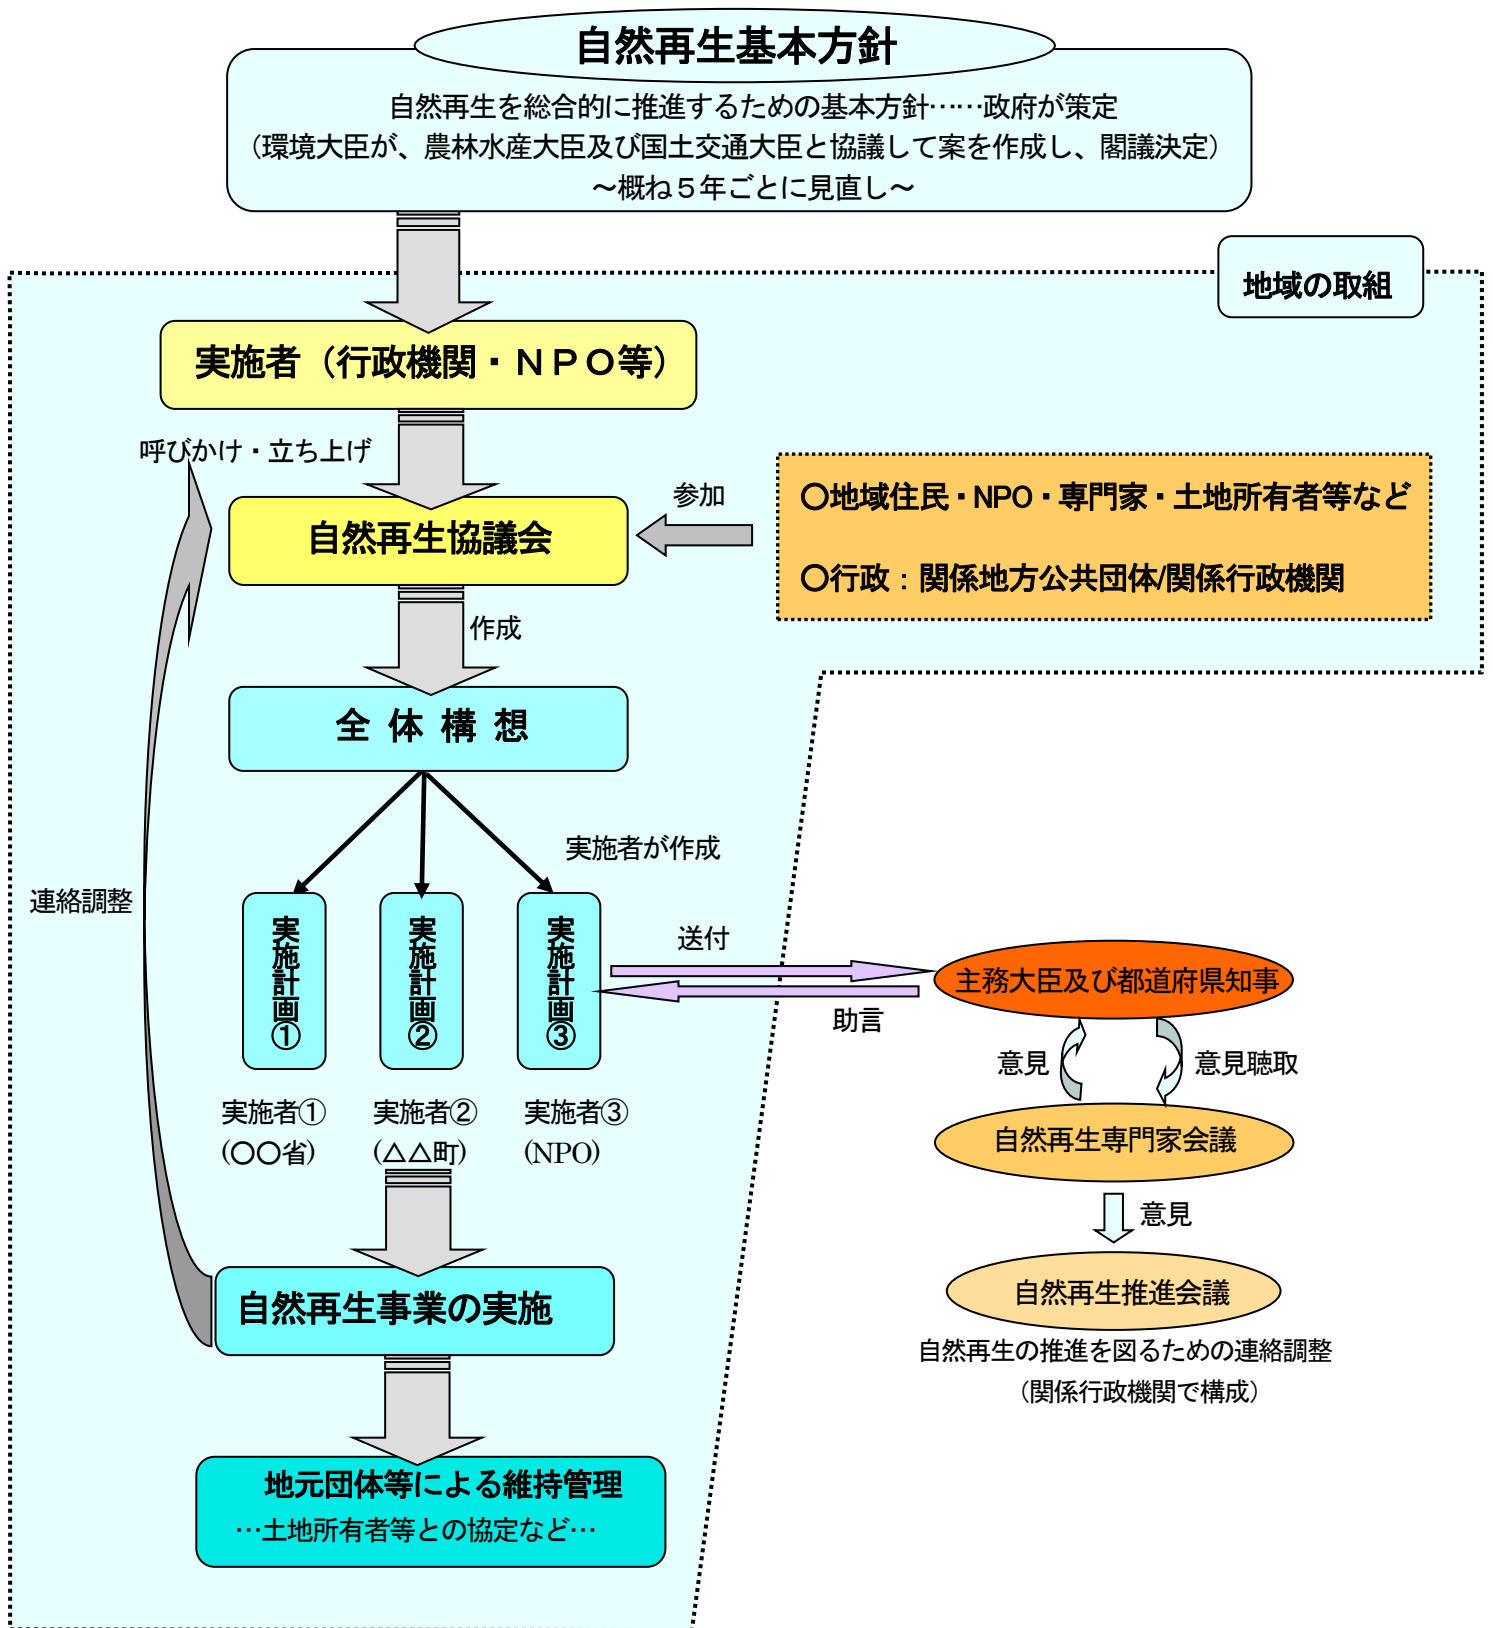 自然再生基本方針
自然再生を総合的に推進するための基本方針……政府が策定
（環境大臣が、農林水産大臣及び国土交通大臣と協議して案を作成し、閣議決定）
～概ね５年ごとに見直し～
地域の取組
実施者（行政機関・ＮＰＯ等）
呼びかけ・立ち上げ
自然再生協議会
参加
〇地域住民・NPO・専門家・土地所有者等など
〇行政：関係地方公共団体/関係行政機関
作成
全 体 構 想
実施者が作成
連絡調整
実施計画①
実施計画②
実施計画③
送付
助言
主務大臣及び都道府県知事
意見
意見聴取
自然再生専門家会議
意見
自然再生推進会議
自然再生の推進を図るための連絡調整
（関係行政機関で構成）
実施者①
(〇〇省)
実施者②
(△△町)
実施者③
(NPO)
自然再生事業の実施
地元団体等による維持管理
…土地所有者等との協定など…